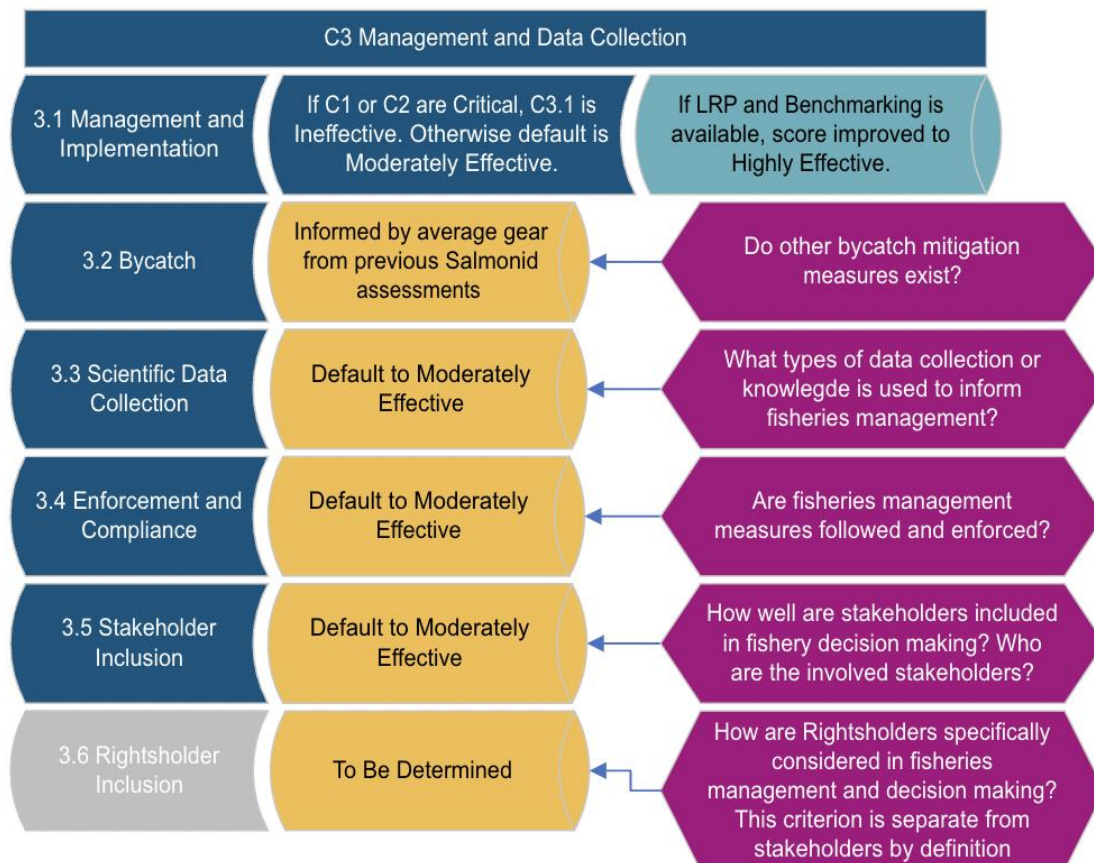 C3 Management and Data Collection
3.1 Management and
Implementation
If C1 or C2 are Critical, C3.1 is
Ineffective. Otherwise default is
Moderately Effective.
If LRP and Benchmarking is
available, score improved to
Highly Effective.
3.2 Bycatch
Informed by average gear
from previous Salmonid
assessments
Do other bycatch mitigation
measures exist?
3.3 Scientific Data
Collection
Default to Moderately
Effective
What types of data collection or
knowlegde is used to inform
fisheries management?
3.4 Enforcement and
Compliance
Default to Moderately
Effective
Are fisheries management
measures followed and enforced?
3.5 Stakeholder
Inclusion
Default to Moderately
Effective
How well are stakeholders included
in fishery decision making? Who
are the involved stakeholders?
3.6 Rightsholder
Inclusion
To Be Determined
How are Rightsholders specifically
considered in fisheries
management and decision making?
This criterion is separate from
stakeholders by definition